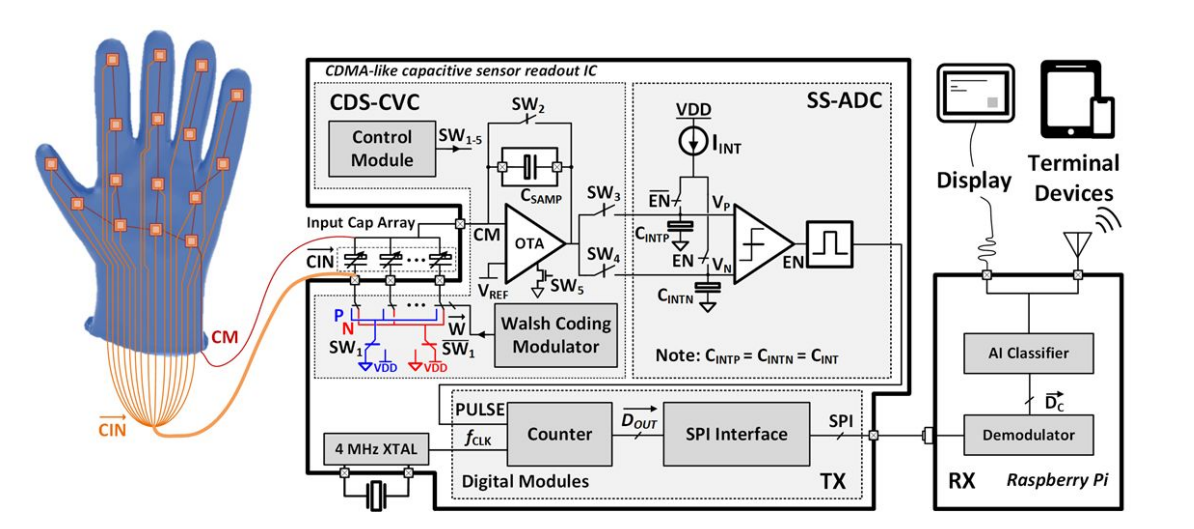 CDMA-like capacitive sensor readout IC
CDS-CVC
SS-ADC
Control
Module
SW1-5
SW2
CSAMP
VDD
IINT
Display
Terminal
Devices
Input Cap Array
CIN
CM
OTA
VREF
SW5
SW3
SW4
EN
CINTP
VP
EN
VN
CINTN
EN
P
N
SW1
VDD
VDD
SW1
W
Walsh Coding
Modulator
Note: CINTP = CINTN = CINT
CM
CIN
AI Classifier
DC
Demodulator
RX
Raspberry Pi
PULSE
fCLK
4 MHz XTAL
Counter
DOUT
SPI Interface
SPI
Digital Modules
TX